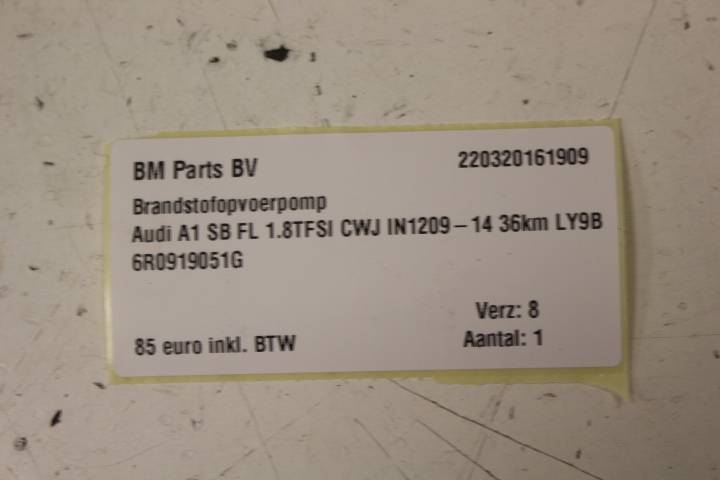 BM Parts BV 220320161909
Brandstofopvoerpomp
Audi A1 SB FL 1.8TFSI CWJ IN1209-14 36km LY9B
6R0919051G
Verz: 8
85 euro inkl. BTW Aantal: 1